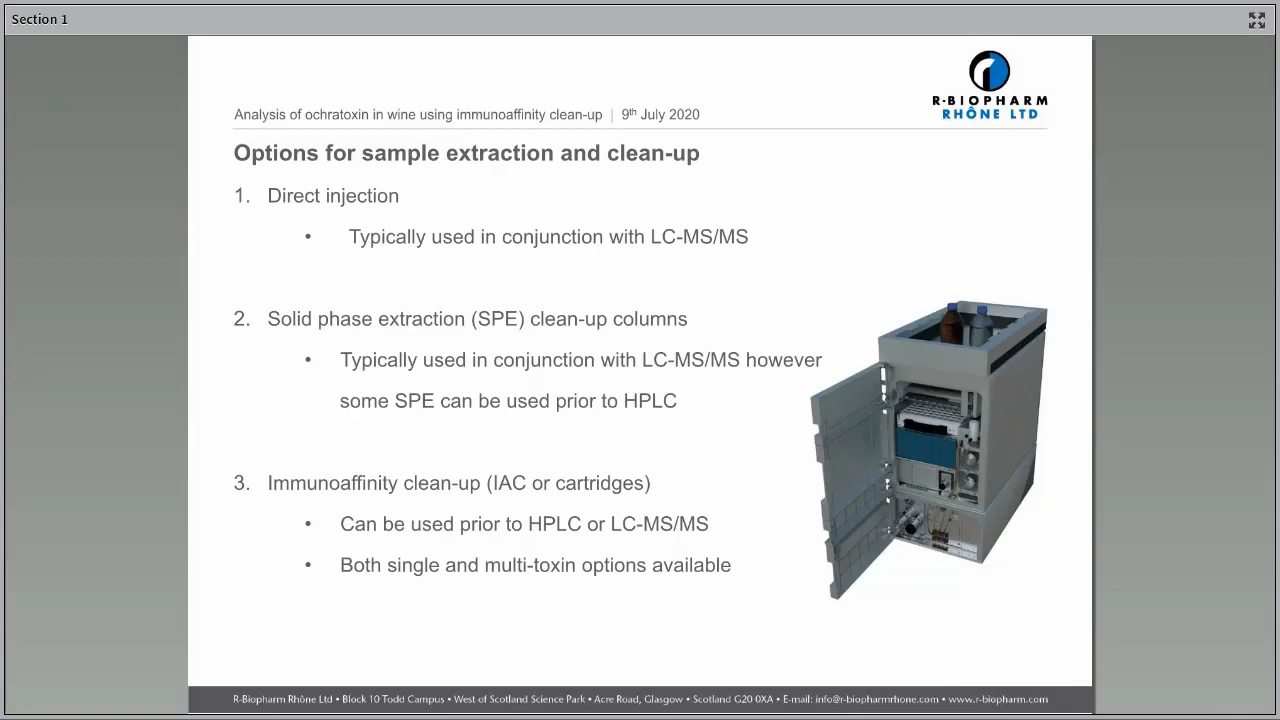 Section 1
R-BIOPHARM
RHÔNE LTD
Analysis of ochratoxin in wine using immunoaffinity clean-up | 9th July 2020
Options for sample extraction and clean-up
1. Direct injection
• Typically used in conjunction with LC-MS/MS
2. Solid phase extraction (SPE) clean-up columns
• Typically used in conjunction with LC-MS/MS however
some SPE can be used prior to HPLC
3. Immunoaffinity clean-up (IAC or cartridges)
• Can be used prior to HPLC or LC-MS/MS
• Both single and multi-toxin options available
R-Biopharm Rhône Ltd • Block 10 Todd Campus • West of Scotland Science Park • Acre Road, Glasgow • Scotland G20 0XA • E-mail: info@r-biopharmrhone.com • www.r-biopharm.com